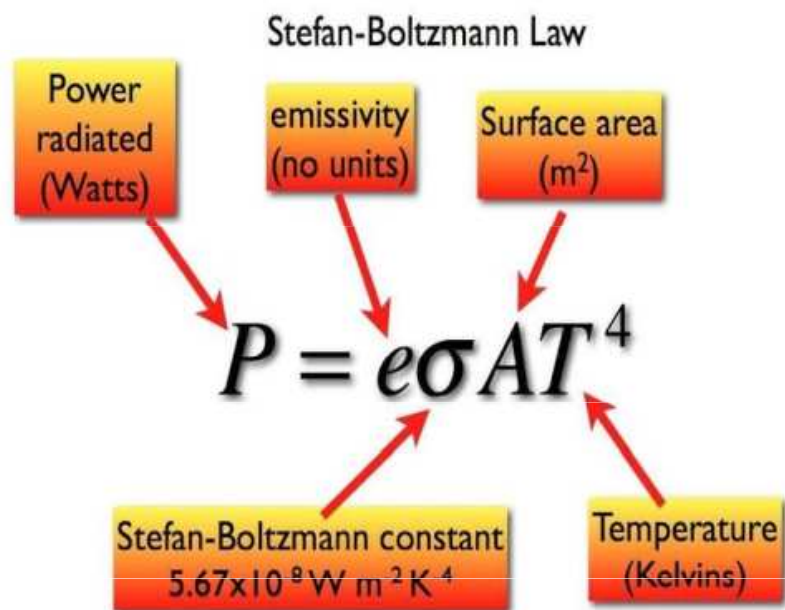 Stefan-Boltzmann Law
Power
radiated
(Watts)
emissivity
(no units)
Surface area
(m²)
P = eσAT⁴
Stefan-Boltzmann constant
5.67x10 ⁸ W m ² K ⁴
Temperature
(Kelvins)